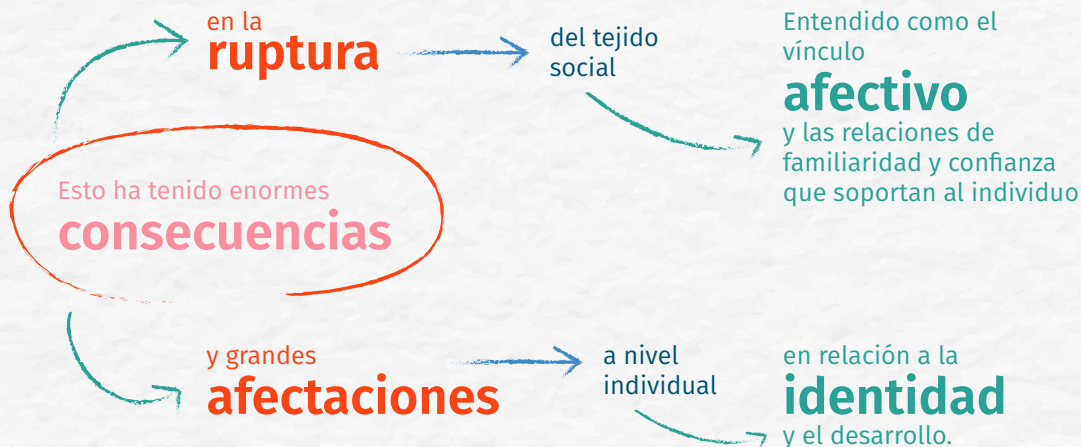 Esto ha tenido enormes
consecuencias
en la
ruptura
del tejido
social
Entendido como el
vínculo
afectivo
y las relaciones de
familiaridad y confianza
que soportan al individuo
y grandes
afectaciones
a nivel
individual
en relación a la
identidad
y el desarrollo.